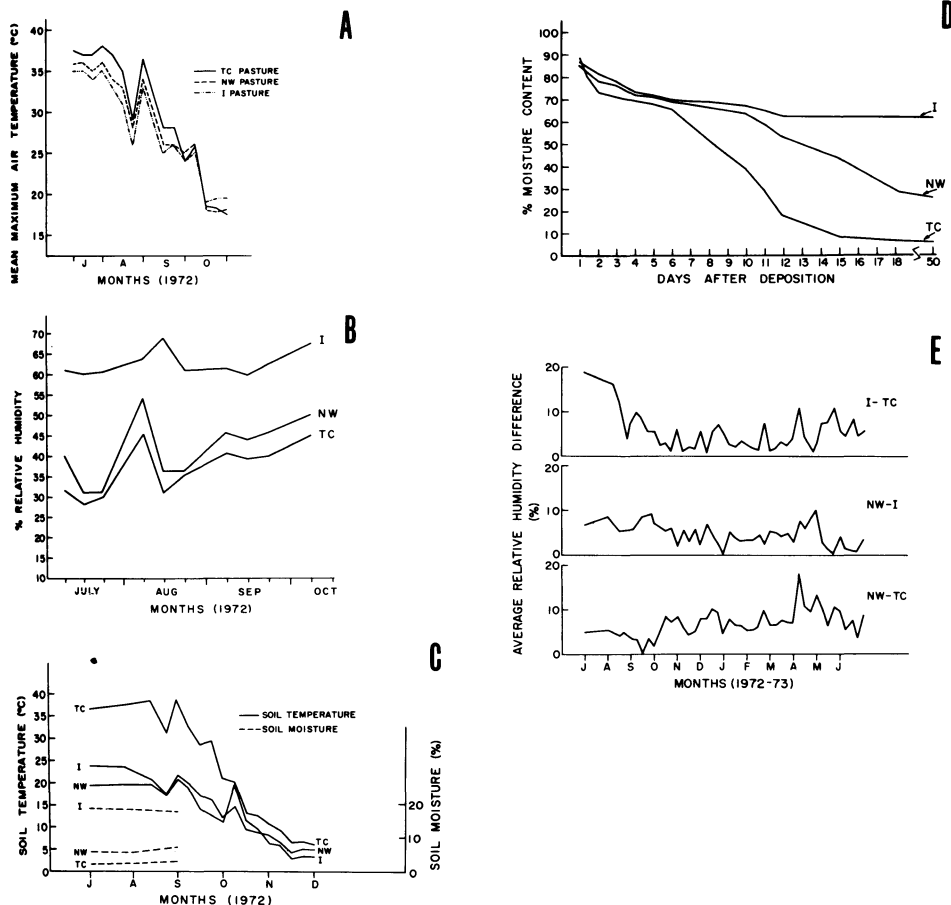 A
MEAN MAXIMUM AIR TEMPERATURE (°C)
40
35
30
25
20
15
TC PASTURE
NW PASTURE
I PASTURE
J A S O
MONTHS (1972)
B
% RELATIVE HUMIDITY
70
65
60
55
50
45
40
35
30
25
20
15
10
I
NW
TC
JULY AUG SEP OCT
MONTHS (1972)
C
SOIL TEMPERATURE (°C)
40
35
30
25
20
15
10
5
0
TC
I
NW
I
NW
TC
SOIL TEMPERATURE
SOIL MOISTURE
TC
NW
I
20
10
0
SOIL MOISTURE (%)
J A S O N D
MONTHS (1972)
D
% MOISTURE CONTENT
100
90
80
70
60
50
40
30
20
10
0
I
NW
TC
1 2 3 4 5 6 7 8 9 10 11 12 13 14 15 16 17 18 50
DAYS AFTER DEPOSITION
E
AVERAGE RELATIVE HUMIDITY DIFFERENCE
(%)
20
10
0
I-TC
20
10
0
NW-I
20
10
0
NW-TC
J A S O N D J F M A M J
MONTHS (1972-73)